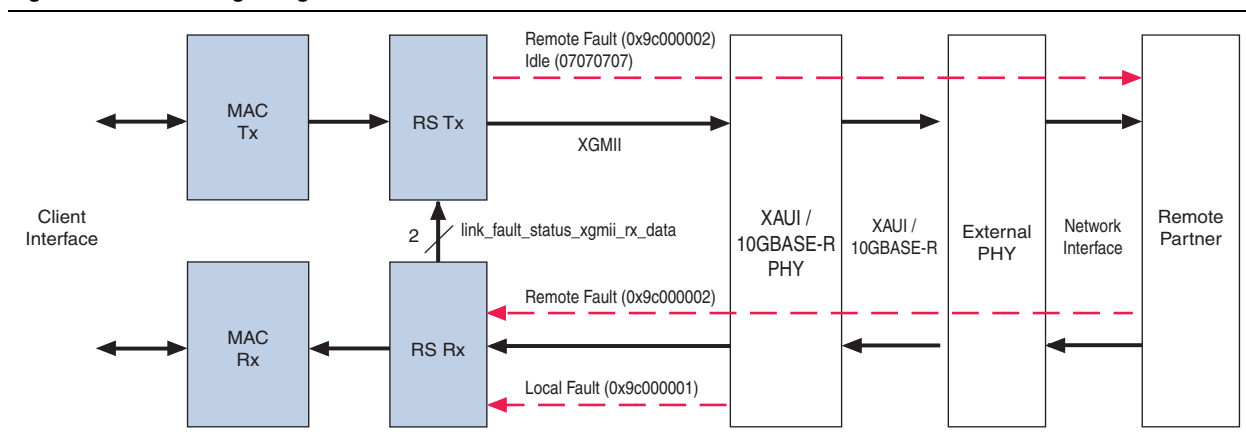 Remote Fault (0x9c000002)
Idle (07070707)
MAC
Tx
RS Tx
XGMII
Client
Interface
2
link_fault_status_xgmii_rx_data
XAUI /
10GBASE-R
PHY
XAUI /
10GBASE-R
External
PHY
Network
Interface
Remote
Partner
Remote Fault (0x9c000002)
MAC
Rx
RS Rx
Local Fault (0x9c000001)